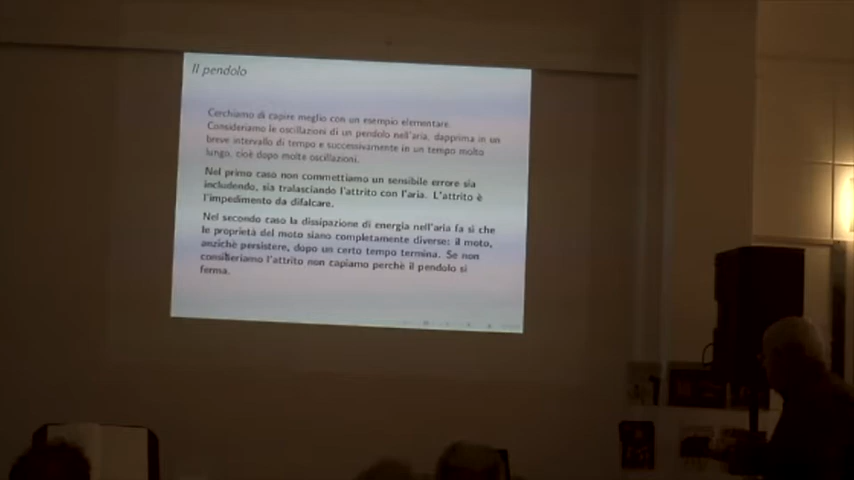 Il pendolo
Cerchiamo di capire meglio con un esempio elementare.
Consideriamo le oscillazioni di un pendolo nell'aria, dapprima in un
breve intervallo di tempo e successivamente in un tempo molto
lungo, cioè dopo molte oscillazioni.
Nel primo caso non commettiamo un sensibile errore sia
includendo, sia tralasciando l'attrito con l'aria. L'attrito è
l'impedimento da difalcare.
Nel secondo caso la dissipazione di energia nell'aria fa sì che
le proprietà del moto siano completamente diverse: il moto,
anzichè persistere, dopo un certo tempo termina. Se non
consideriamo l'attrito non capiamo perchè il pendolo si
ferma.